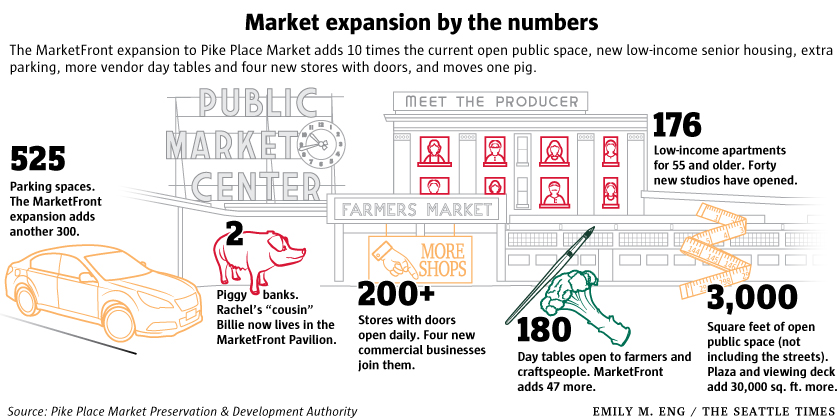 Market expansion by the numbers
The MarketFront expansion to Pike Place Market adds 10 times the current open public space, new low-income senior housing, extra
parking, more vendor day tables and four new stores with doors, and moves one pig.
PUBLIC
MARKET
CENTER
MEET THE PRODUCER
FARMERS MARKET
MORE
SHOPS
525
Parking spaces.
The MarketFront
expansion adds
another 300.
2
Piggy banks.
Rachel's “cousin”
Billie now lives in the
MarketFront Pavilion.
200+
Stores with doors
open daily. Four new
commercial businesses
join them.
180
Day tables open to farmers and
craftspeople. MarketFront
adds 47 more.
176
Low-income apartments
for 55 and older. Forty
new studios have opened.
3,000
Square feet of open
public space (not
including the streets).
Plaza and viewing deck
add 30,000 sq. ft. more.
Source: Pike Place Market Preservation & Development Authority
EMILY M. ENG / THE SEATTLE TIMES